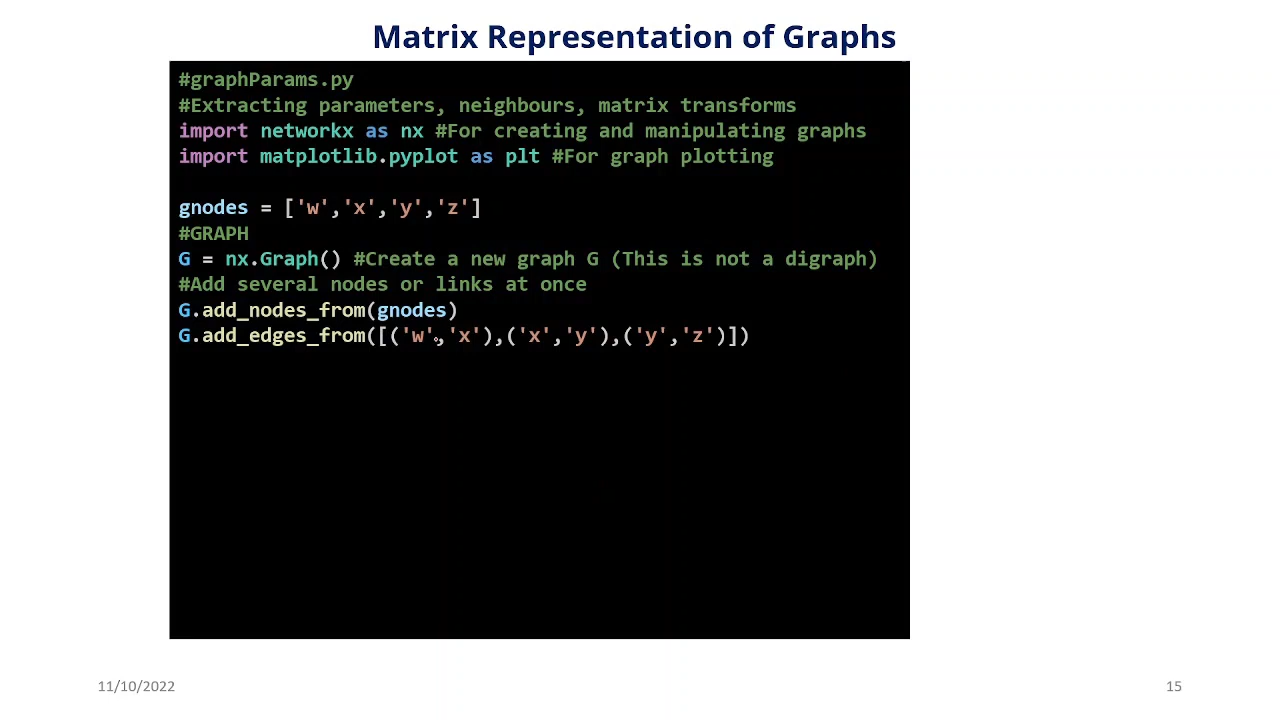 Matrix Representation of Graphs
#graphParams.py
#Extracting parameters, neighbours, matrix transforms
import networkx as nx #For creating and manipulating graphs
import matplotlib.pyplot as plt #For graph plotting
gnodes = ['w','x','y','z']
#GRAPH
G = nx.Graph() #Create a new graph G (This is not a digraph)
#Add several nodes or links at once
G.add_nodes_from(gnodes)
G.add_edges_from([('w','x'),('x','y'),('y','z')])
11/10/2022
15